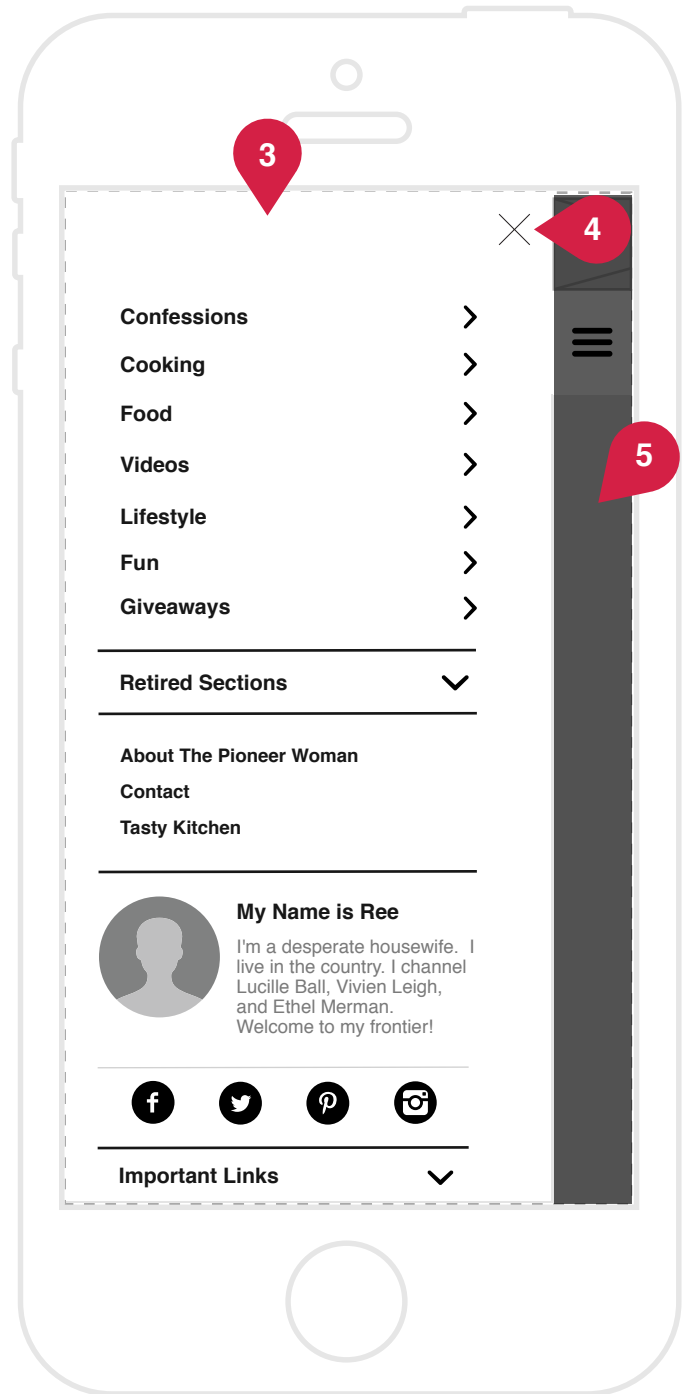 3
4
Confessions
Cooking
Food
5
Videos
Lifestyle
Fun
Giveaways
Retired Sections
About The Pioneer Woman
Contact
Tasty Kitchen
My Name is Ree
I'm a desperate housewife.  I
live in the country. I channel
Lucille Ball, Vivien Leigh,
and Ethel Merman.
Welcome to my frontier!
Important Links